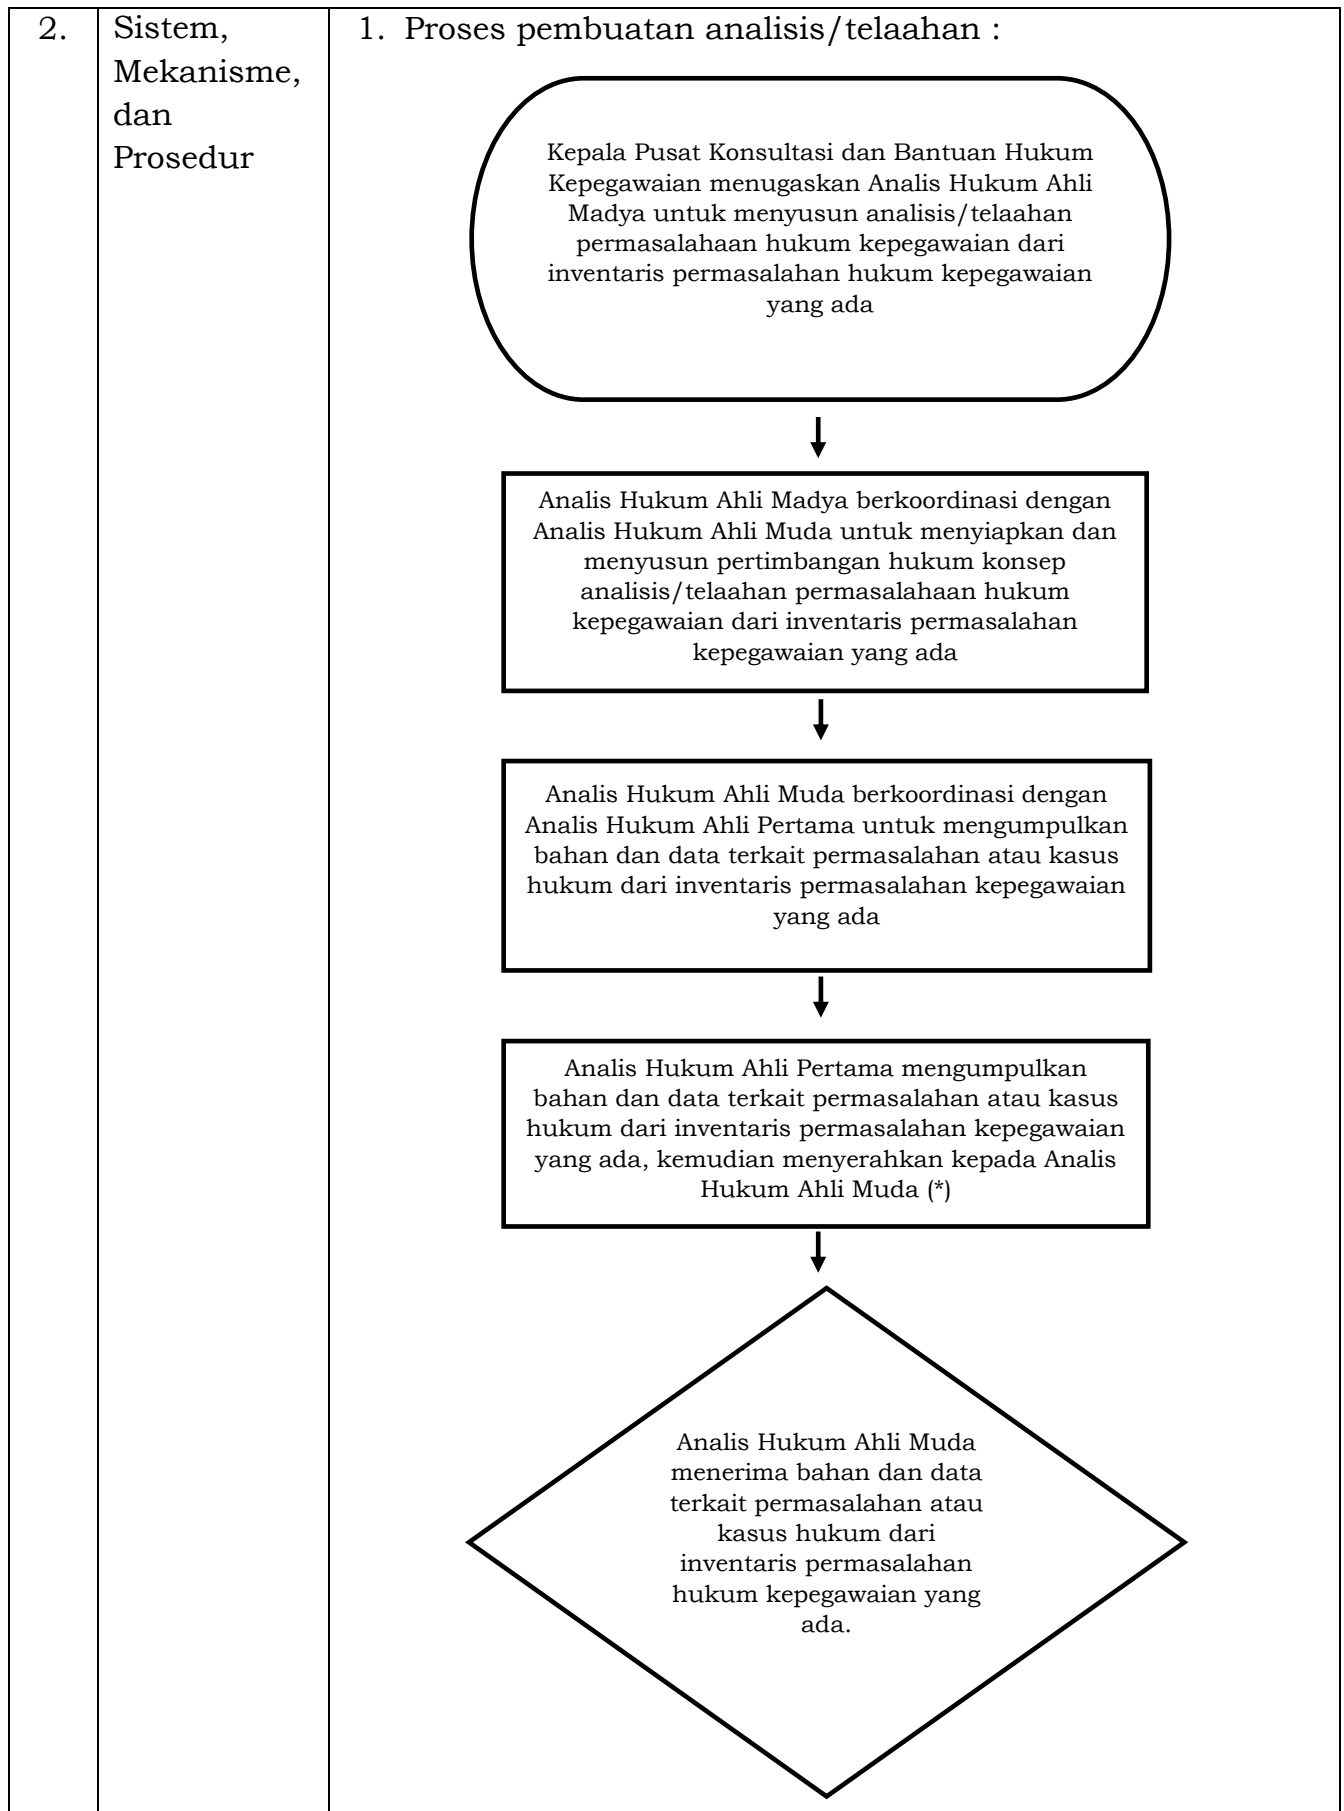 2.
Sistem,
Mekanisme,
dan
Prosedur
1. Proses pembuatan analisis/telaahan :
Kepala Pusat Konsultasi dan Bantuan Hukum
Kepegawaian menugaskan Analis Hukum Ahli
Madya untuk menyusun analisis/telaahan
permasalahaan hukum kepegawaian dari
inventaris permasalahan hukum kepegawaian
yang ada
Analis Hukum Ahli Madya berkoordinasi dengan
Analis Hukum Ahli Muda untuk menyiapkan dan
menyusun pertimbangan hukum konsep
analisis/telaahan permasalahaan hukum
kepegawaian dari inventaris permasalahan
kepegawaian yang ada
Analis Hukum Ahli Muda berkoordinasi dengan
Analis Hukum Ahli Pertama untuk mengumpulkan
bahan dan data terkait permasalahan atau kasus
hukum dari inventaris permasalahan kepegawaian
yang ada
Analis Hukum Ahli Pertama mengumpulkan
bahan dan data terkait permasalahan atau kasus
hukum dari inventaris permasalahan kepegawaian
yang ada, kemudian menyerahkan kepada Analis
Hukum Ahli Muda (*)
Analis Hukum Ahli Muda
menerima bahan dan data
terkait permasalahan atau
kasus hukum dari
inventaris permasalahan
hukum kepegawaian yang
ada.